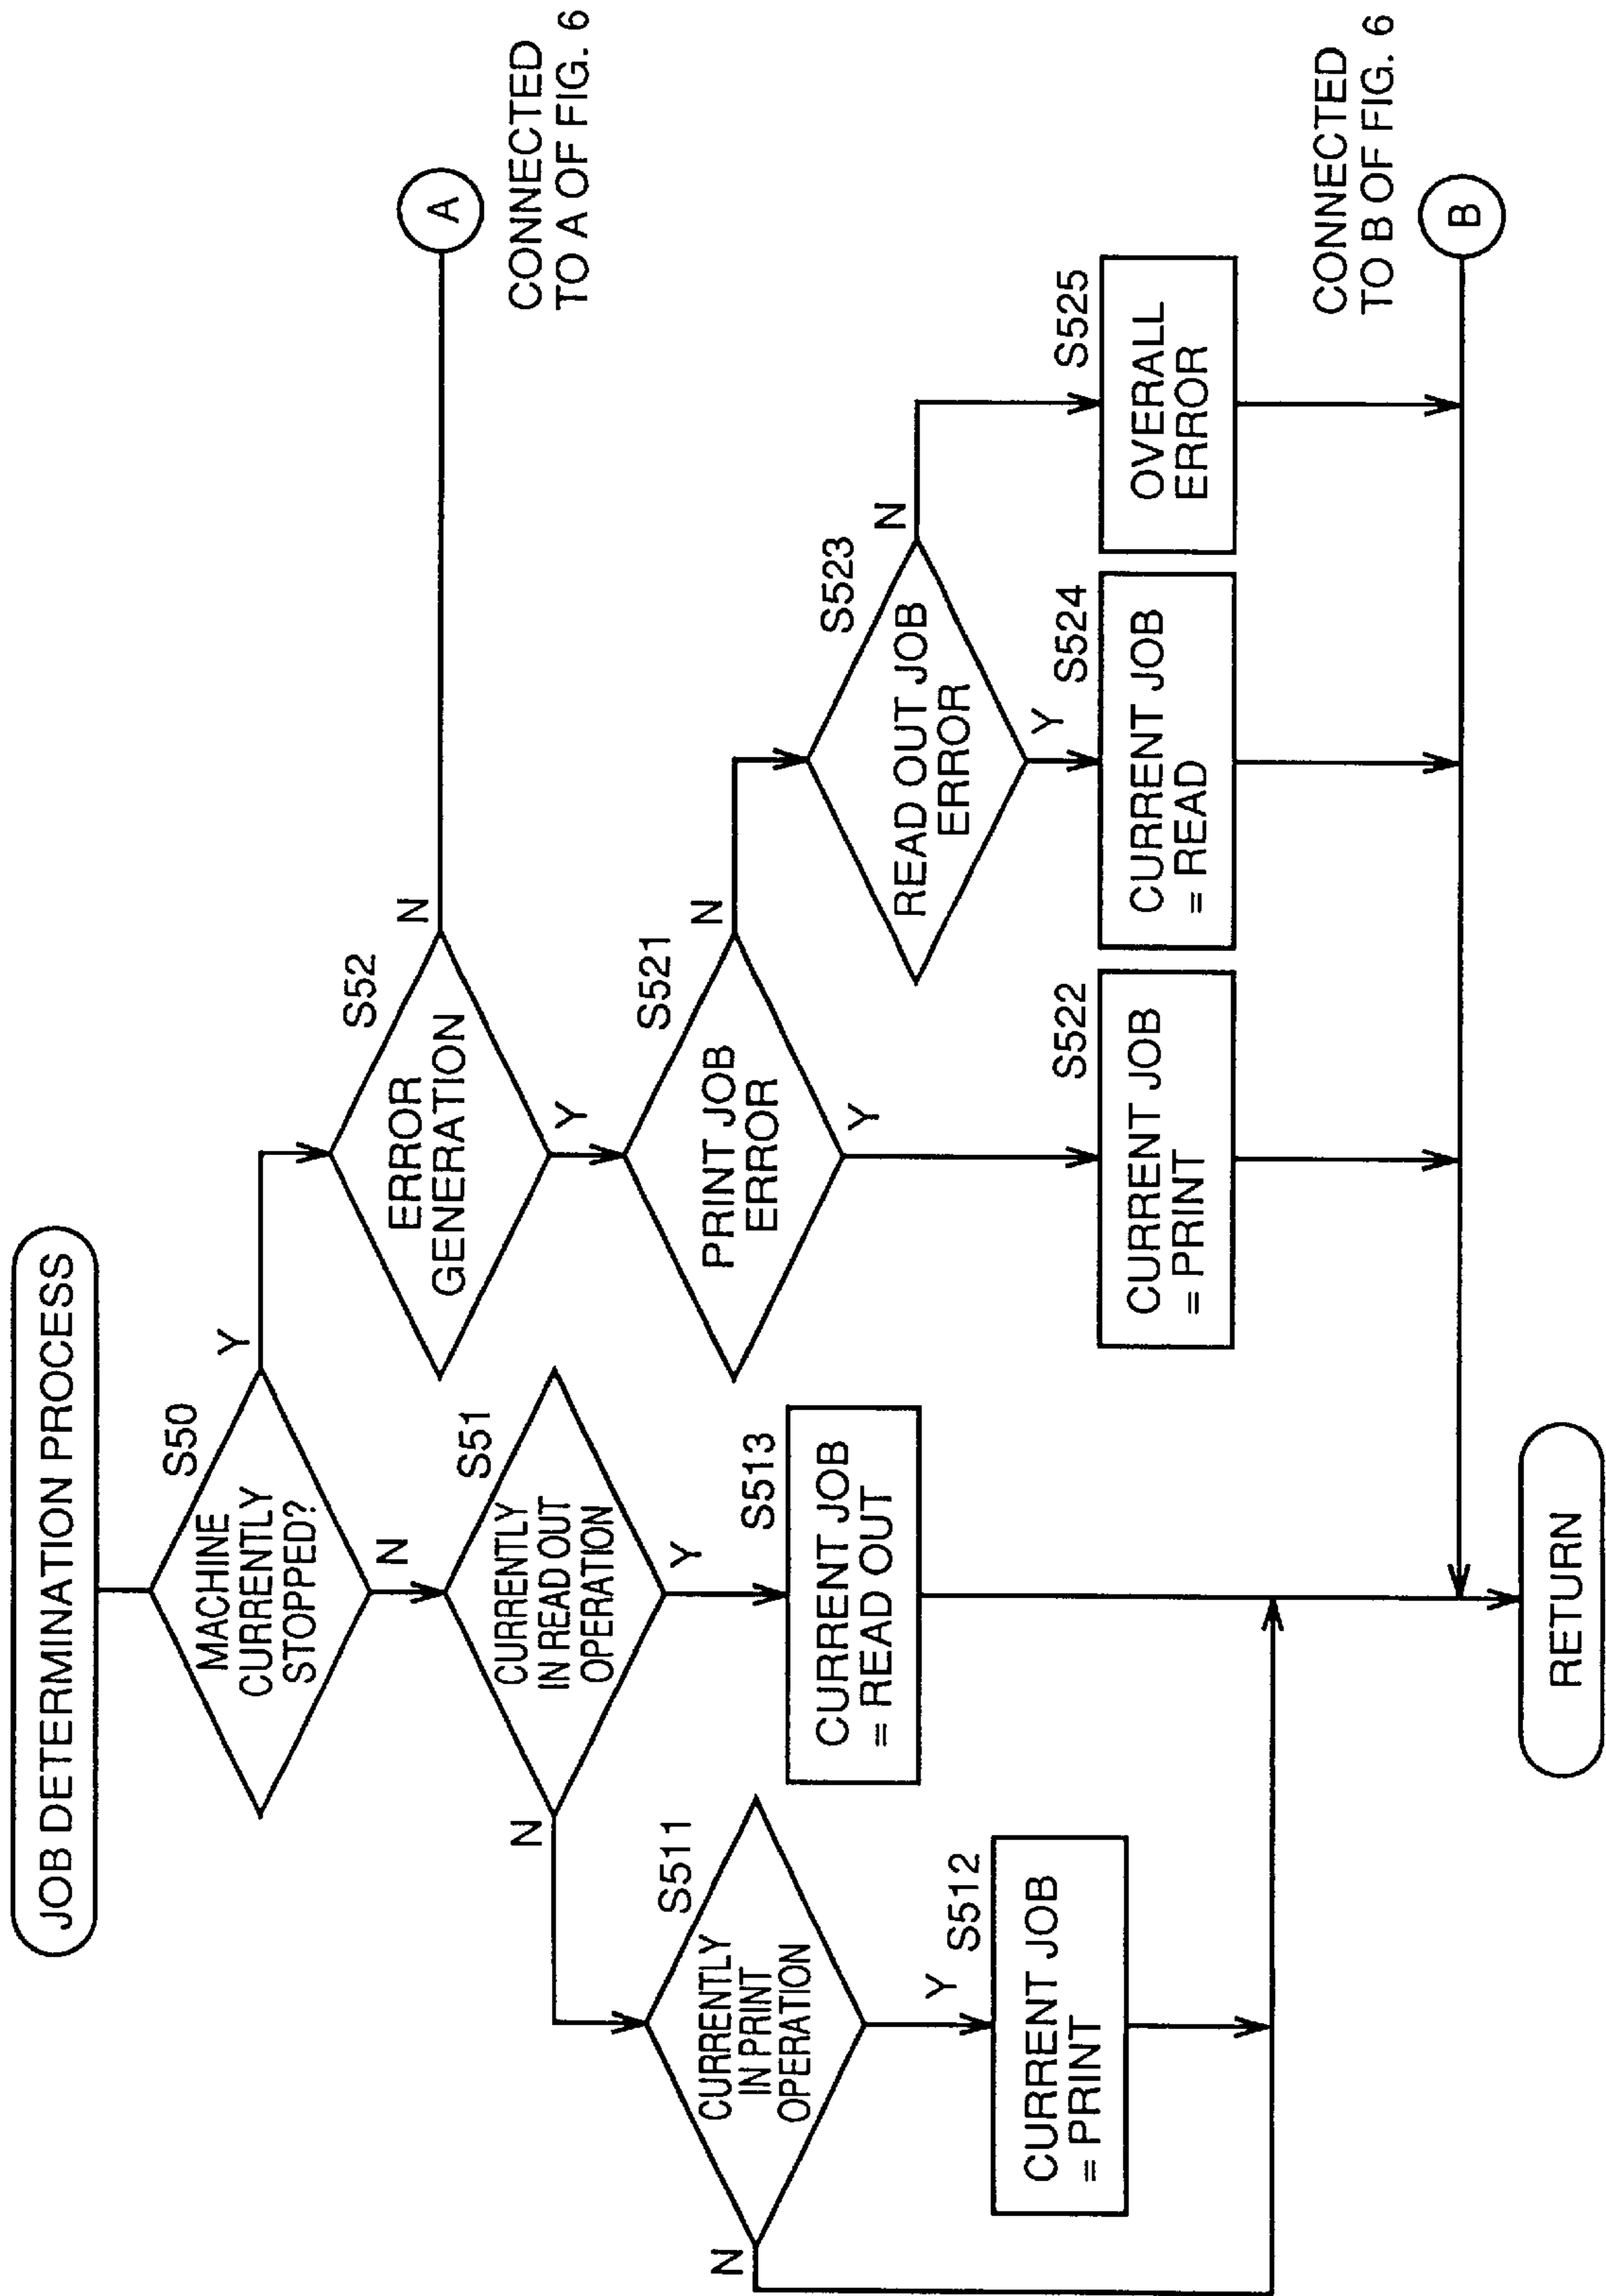 JOB DETERMINATION PROCESS
S50
MACHINE
CURRENTLY
STOPPED?
Y
N
S51
CURRENTLY
IN READ OUT
OPERATION
N
Y
S511
CURRENTLY
IN PRINT
OPERATION
N
Y
S512
CURRENT JOB
= PRINT
S513
CURRENT JOB
= READ OUT
S52
ERROR
GENERATION
N
Y
A
CONNECTED
TO A OF FIG. 6
S521
PRINT JOB
ERROR
N
Y
S522
CURRENT JOB
= PRINT
S523
READ OUT JOB
ERROR
N
Y
S524
CURRENT JOB
= READ
S525
OVERALL
ERROR
CONNECTED
TO B OF FIG. 6
B
RETURN